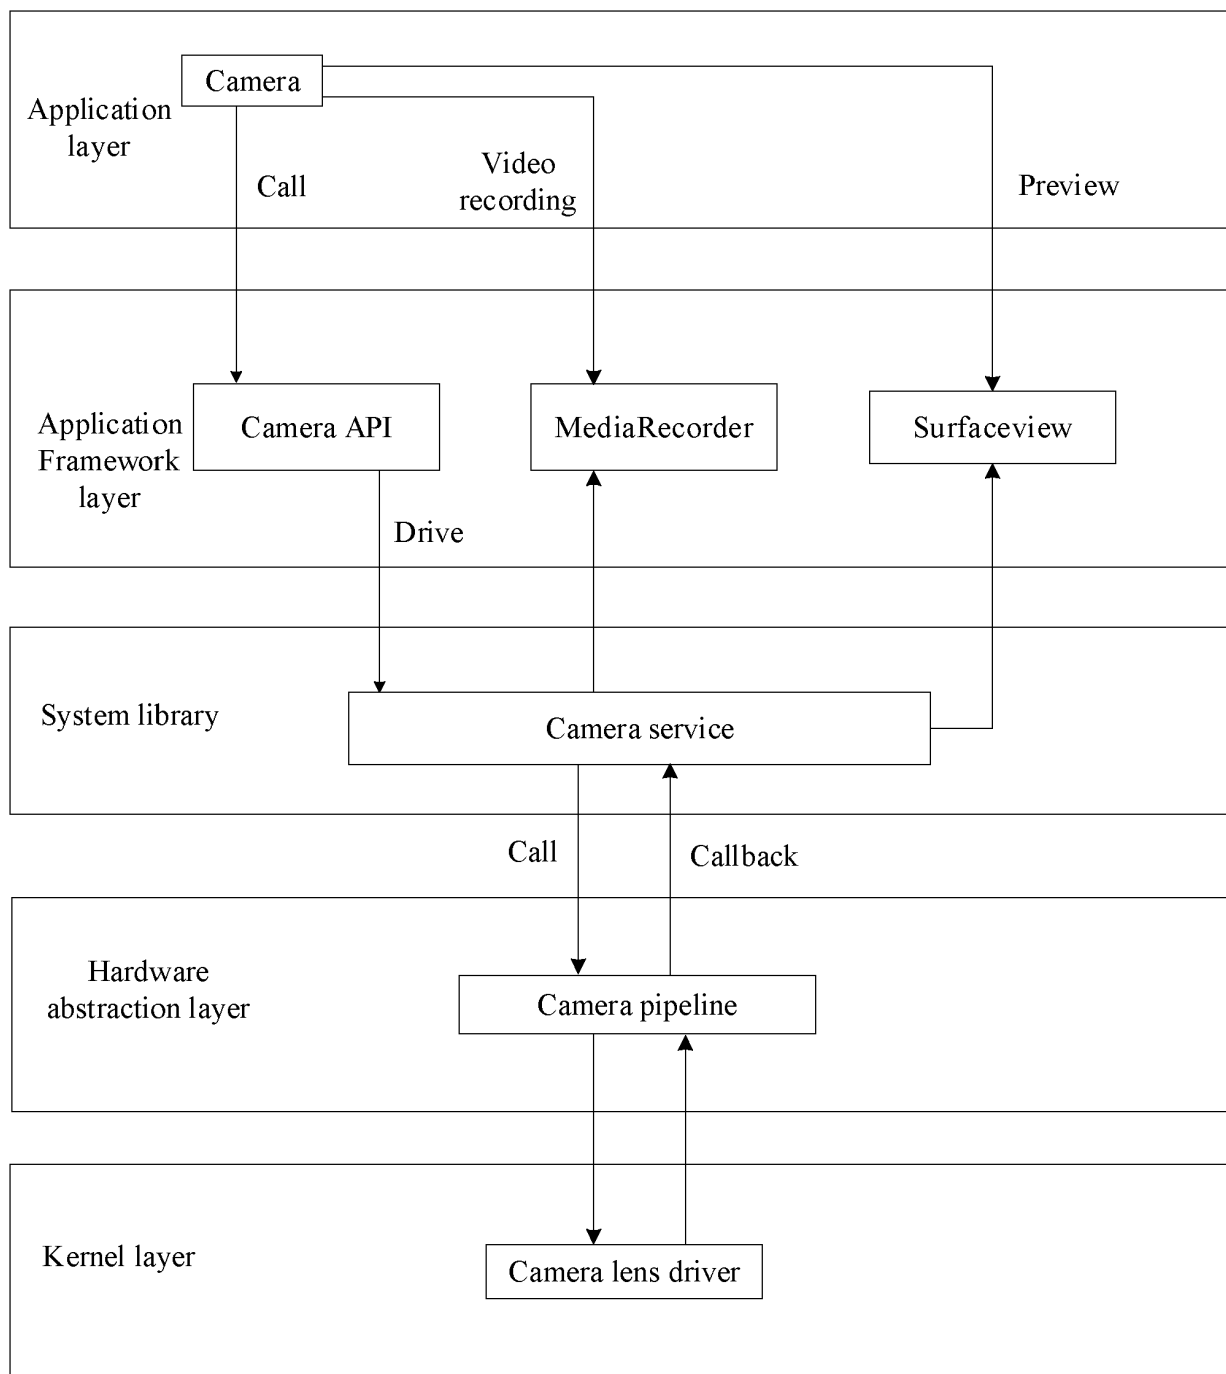 Camera
Application
layer
Call
Video
recording
Preview
Application
Framework
layer
Camera API
MediaRecorder
Surfaceview
Drive
System library
Camera service
Call
Callback
Hardware
abstraction layer
Camera pipeline
Kernel layer
Camera lens driver